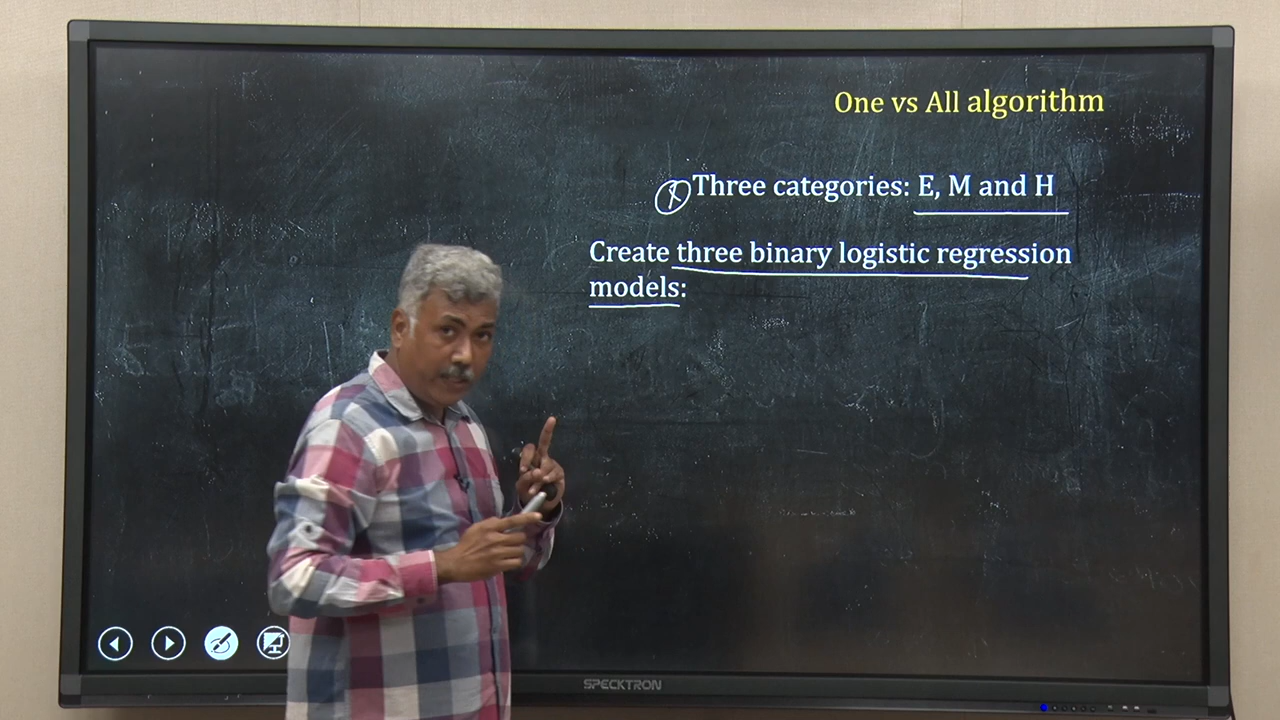 One vs All algorithm
Three categories: E, M and H
Create three binary logistic regression
models:
SPECKTRON